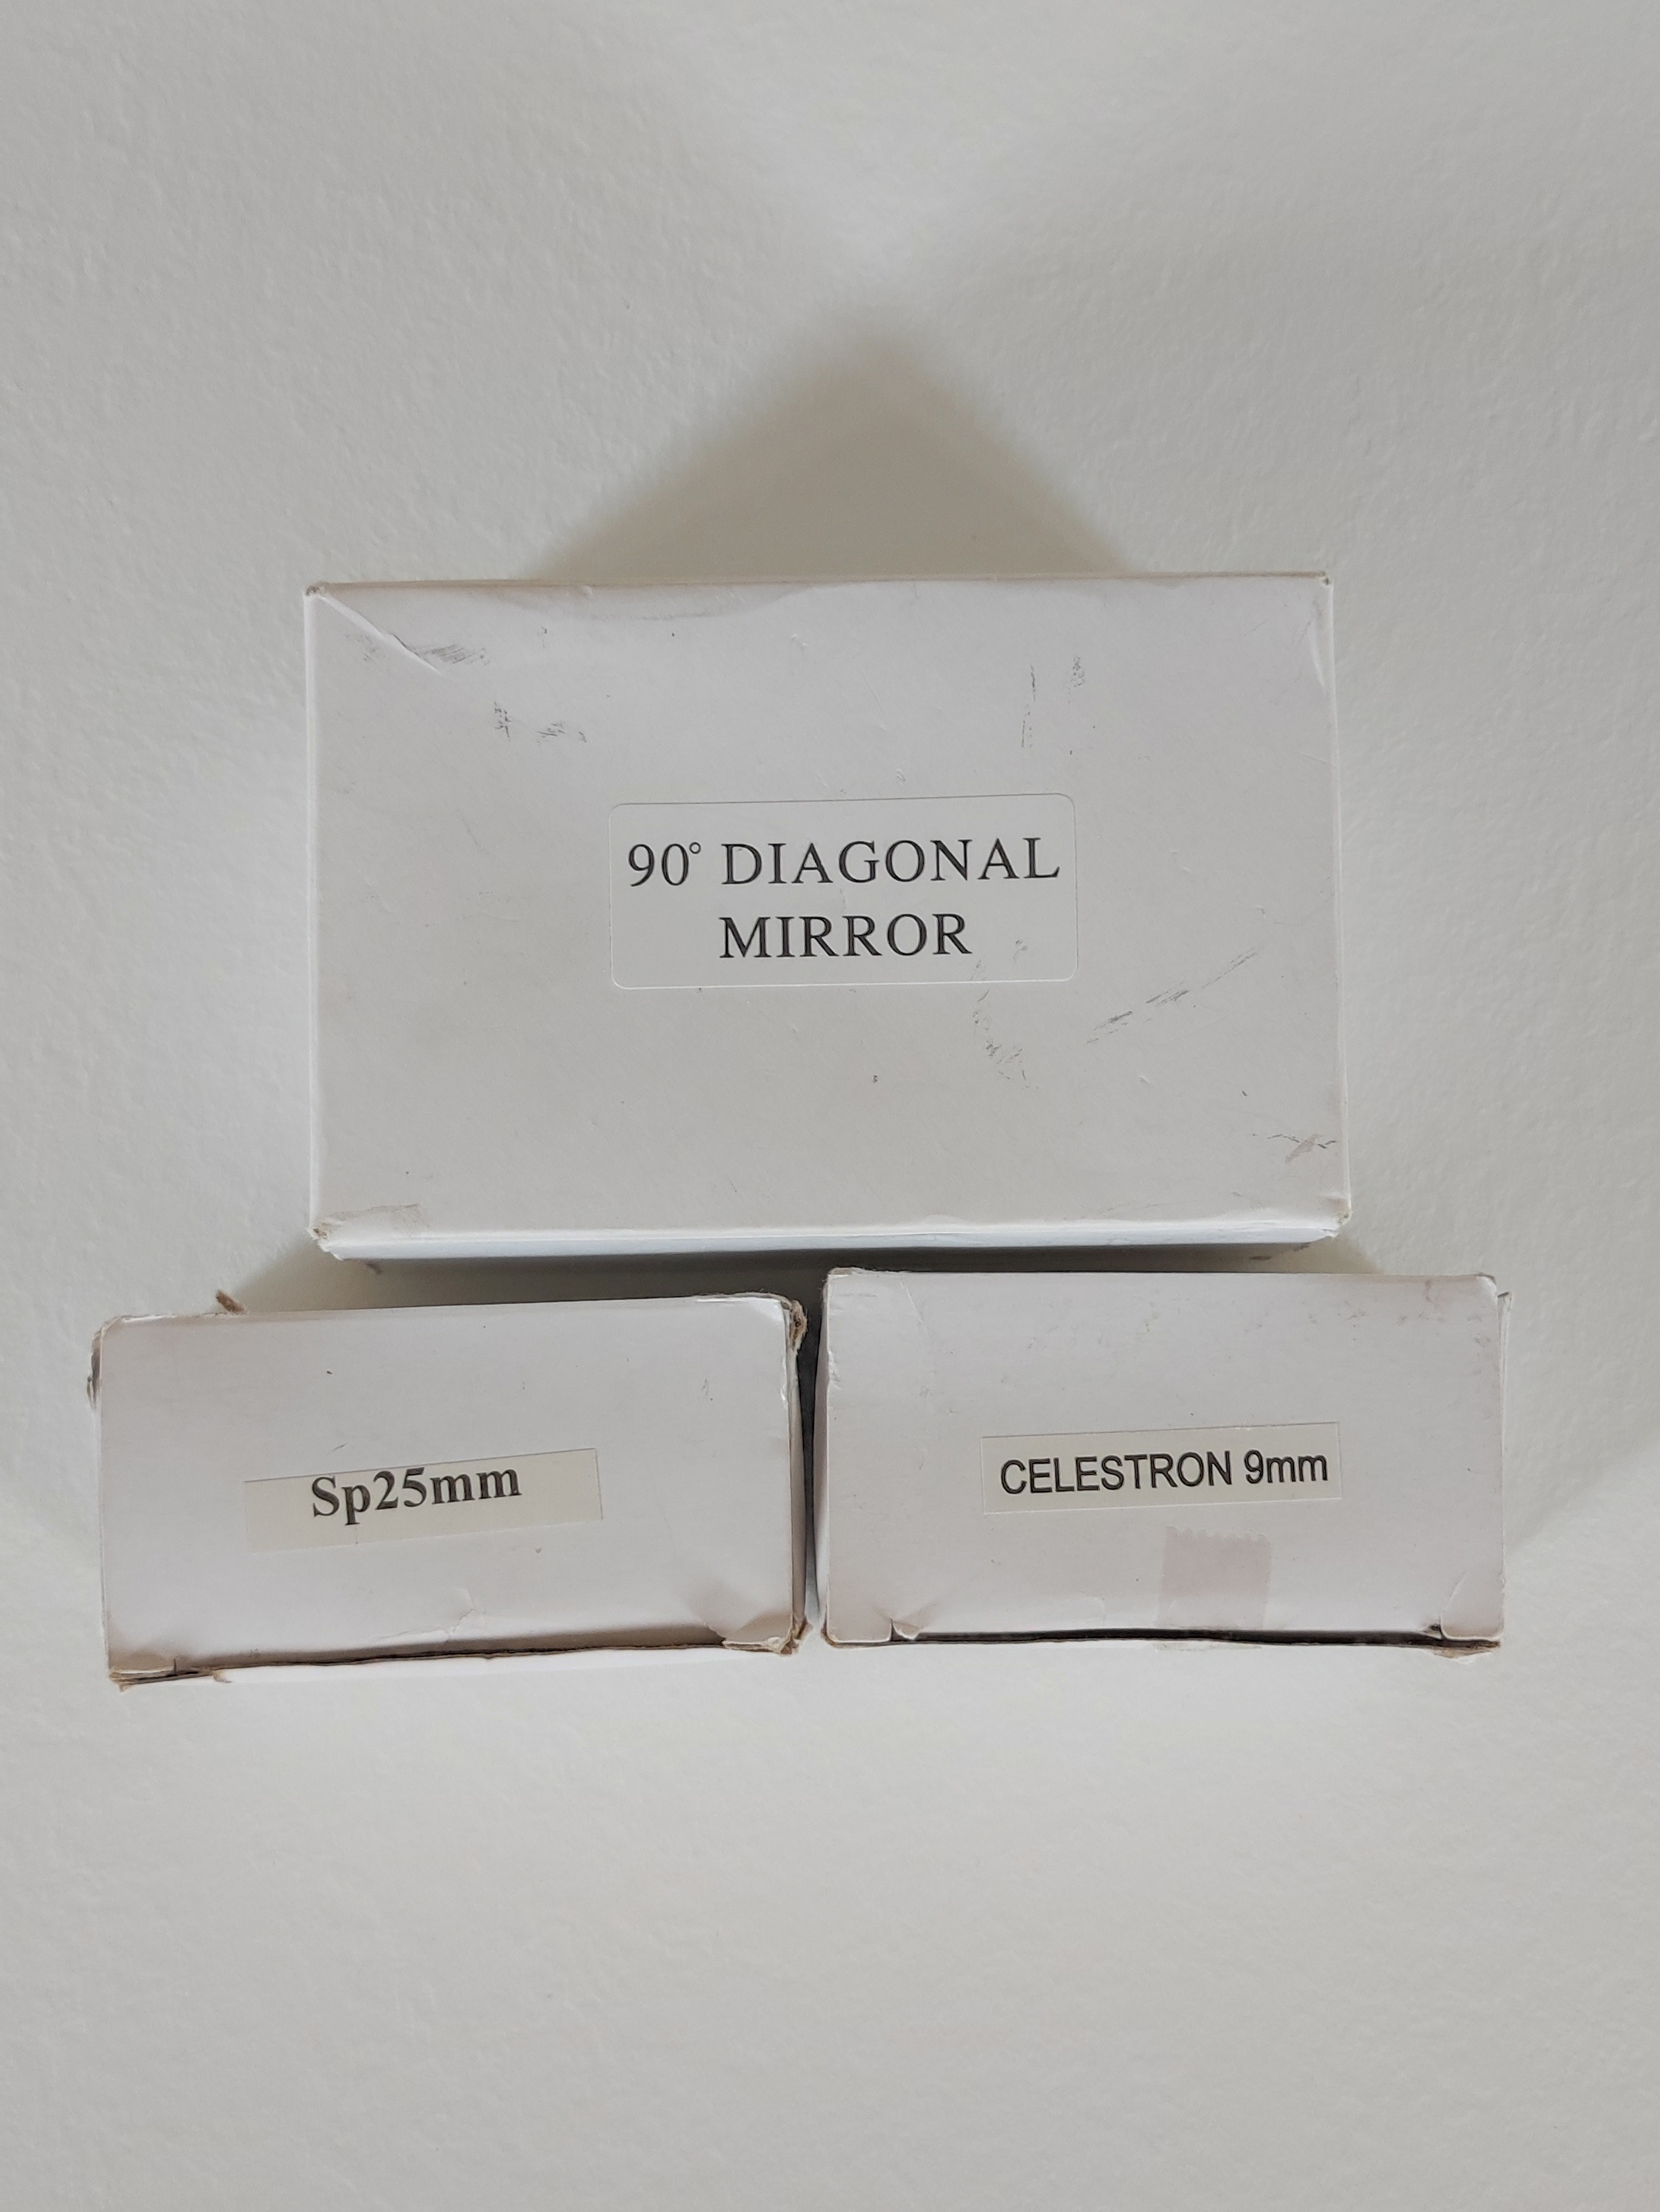 90° DIAGONAL
MIRROR
Sp25mm
CELESTRON 9mm